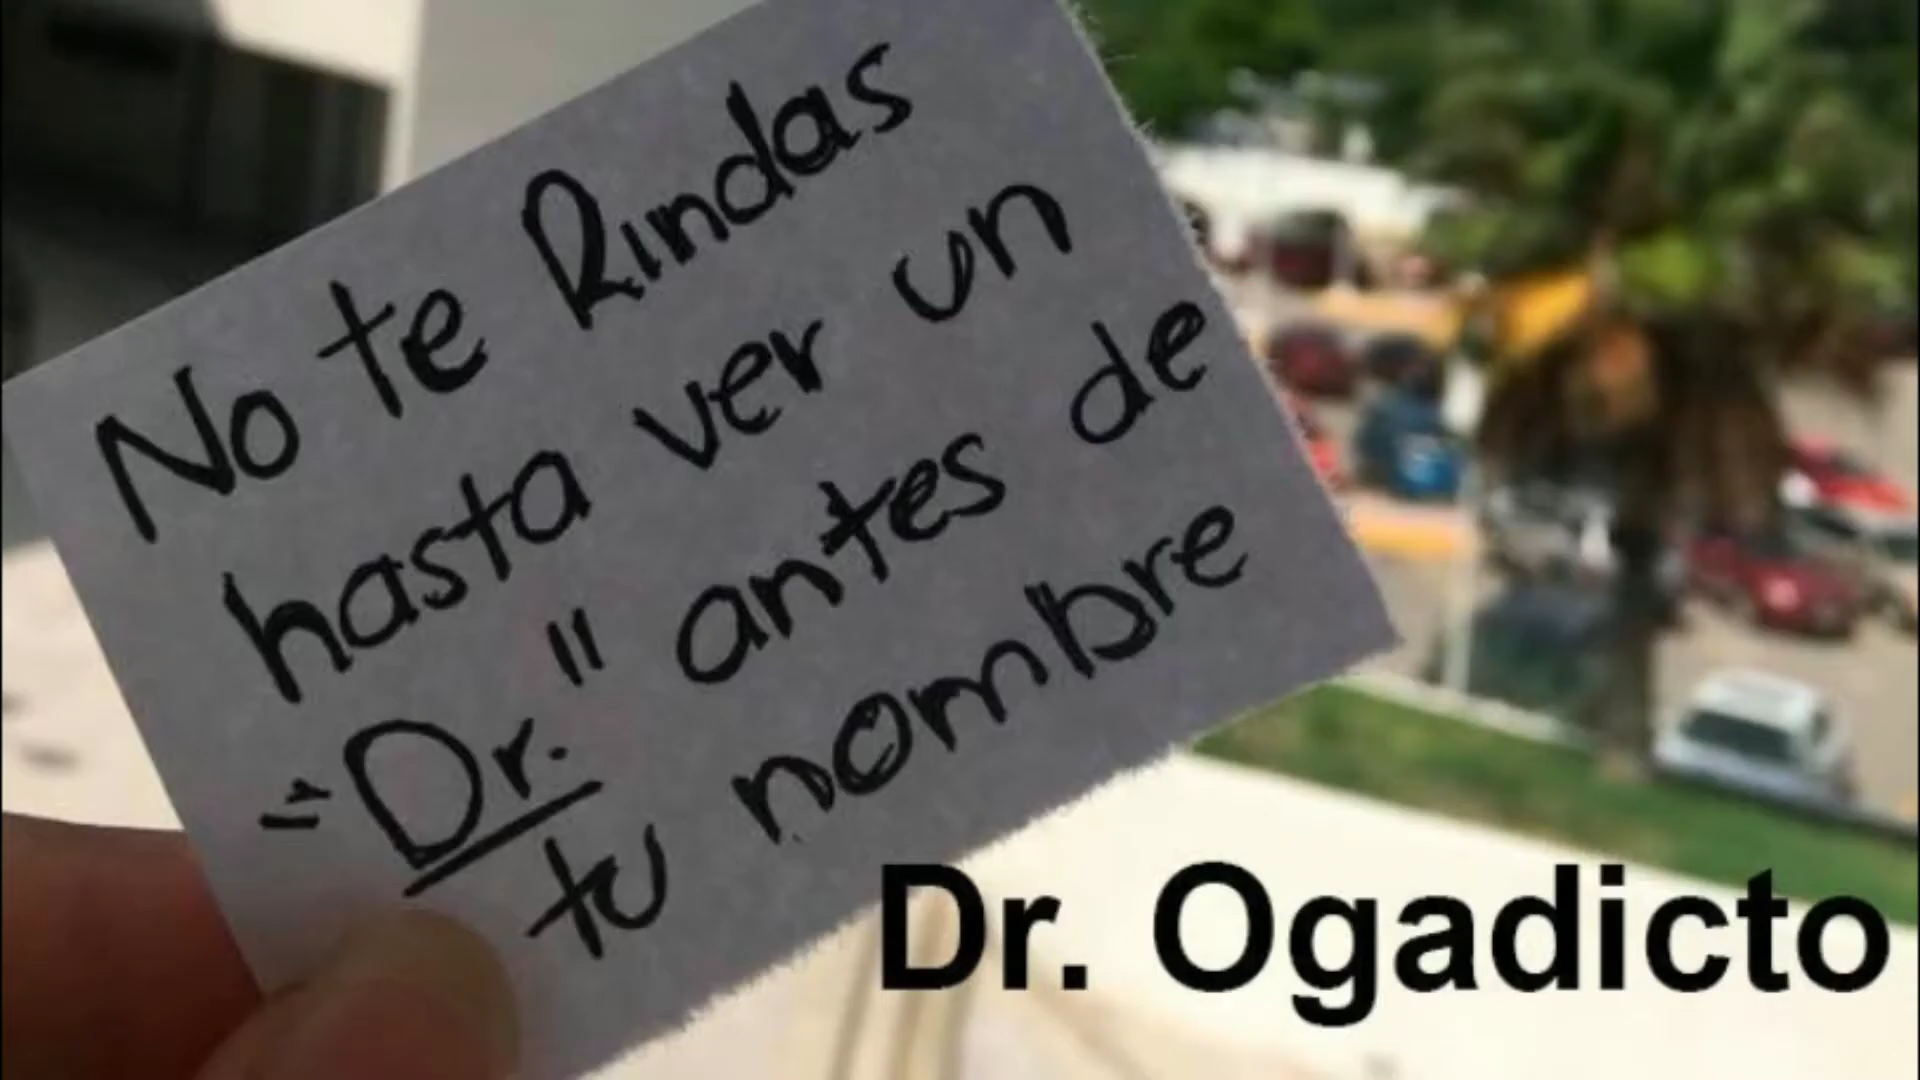 No te Rindas
hasta ver un
"Dr." antes de
tu nombre
Dr. Ogadicto